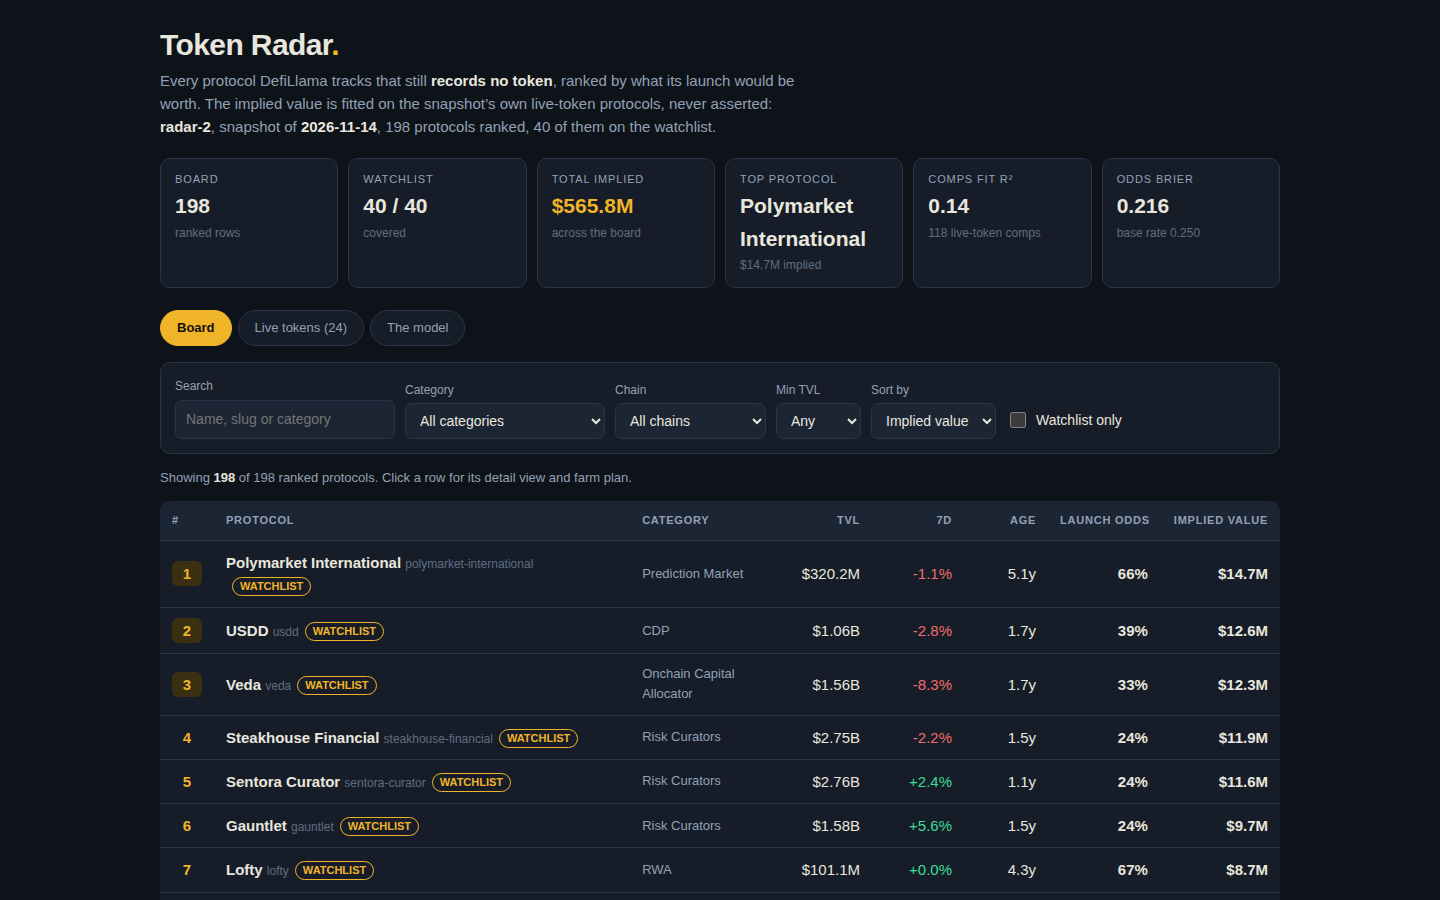 Token Radar.
Every protocol DefiLlama tracks that still records no token, ranked by what its launch would be
worth. The implied value is fitted on the snapshot’s own live-token protocols, never asserted:
radar-2, snapshot of 2026-11-14, 198 protocols ranked, 40 of them on the watchlist.
BOARD
198
ranked rows
WATCHLIST
40 / 40
covered
TOTAL IMPLIED
$565.8M
across the board
TOP PROTOCOL
Polymarket
International
$14.7M implied
COMPS FIT R²
0.14
118 live-token comps
ODDS BRIER
0.216
base rate 0.250
Board
Live tokens (24)
The model
Search
Name, slug or category
Category
All categories
Chain
All chains
Min TVL
Any
Sort by
Implied value
Watchlist only
Showing 198 of 198 ranked protocols. Click a row for its detail view and farm plan.
# PROTOCOL CATEGORY TVL 7D AGE LAUNCH ODDS IMPLIED VALUE
1 Polymarket International polymarket-international WATCHLIST Prediction Market $320.2M -1.1% 5.1y 66% $14.7M
2 USDD usdd WATCHLIST CDP $1.06B -2.8% 1.7y 39% $12.6M
3 Veda veda WATCHLIST Onchain Capital Allocator $1.56B -8.3% 1.7y 33% $12.3M
4 Steakhouse Financial steakhouse-financial WATCHLIST Risk Curators $2.75B -2.2% 1.5y 24% $11.9M
5 Sentora Curator sentora-curator WATCHLIST Risk Curators $2.76B +2.4% 1.1y 24% $11.6M
6 Gauntlet gauntlet WATCHLIST Risk Curators $1.58B +5.6% 1.5y 24% $9.7M
7 Lofty lofty WATCHLIST RWA $101.1M +0.0% 4.3y 67% $8.7M